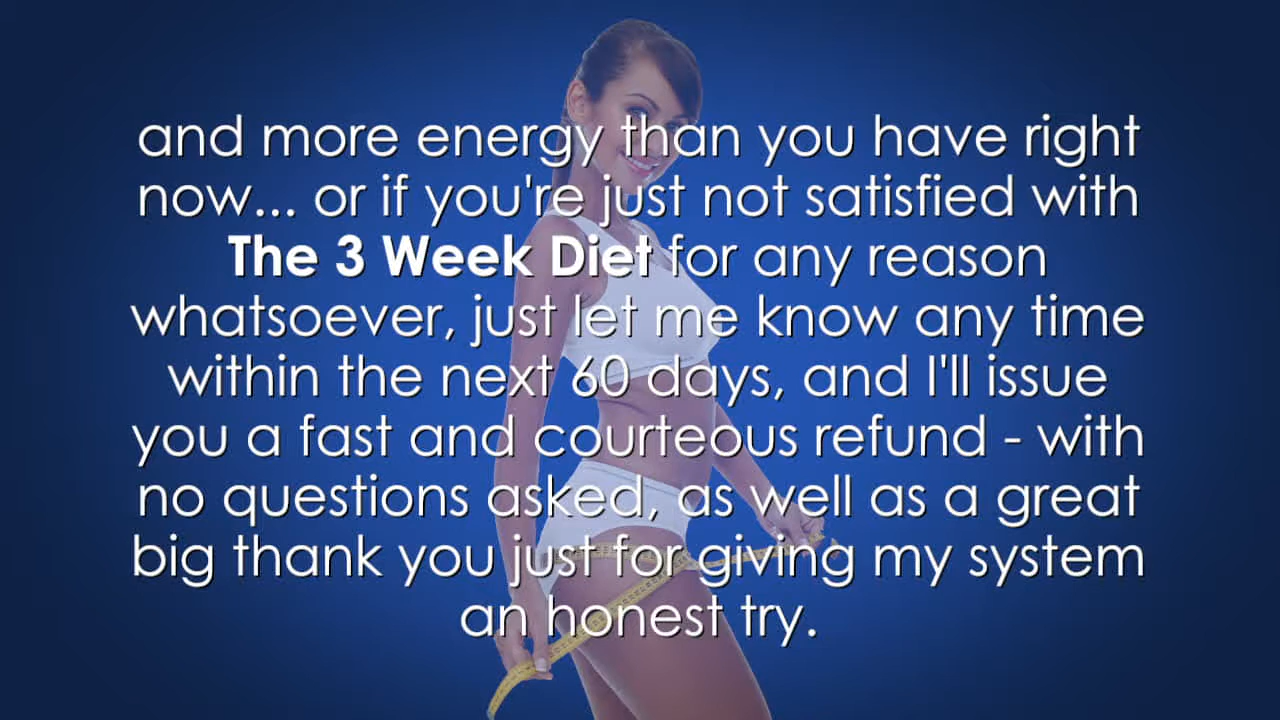 and more energy than you have right
now... or if you're just not satisfied with
The 3 Week Diet for any reason
whatsoever, just let me know any time
within the next 60 days, and I'll issue
you a fast and courteous refund - with
no questions asked, as well as a great
big thank you just for giving my system
an honest try.